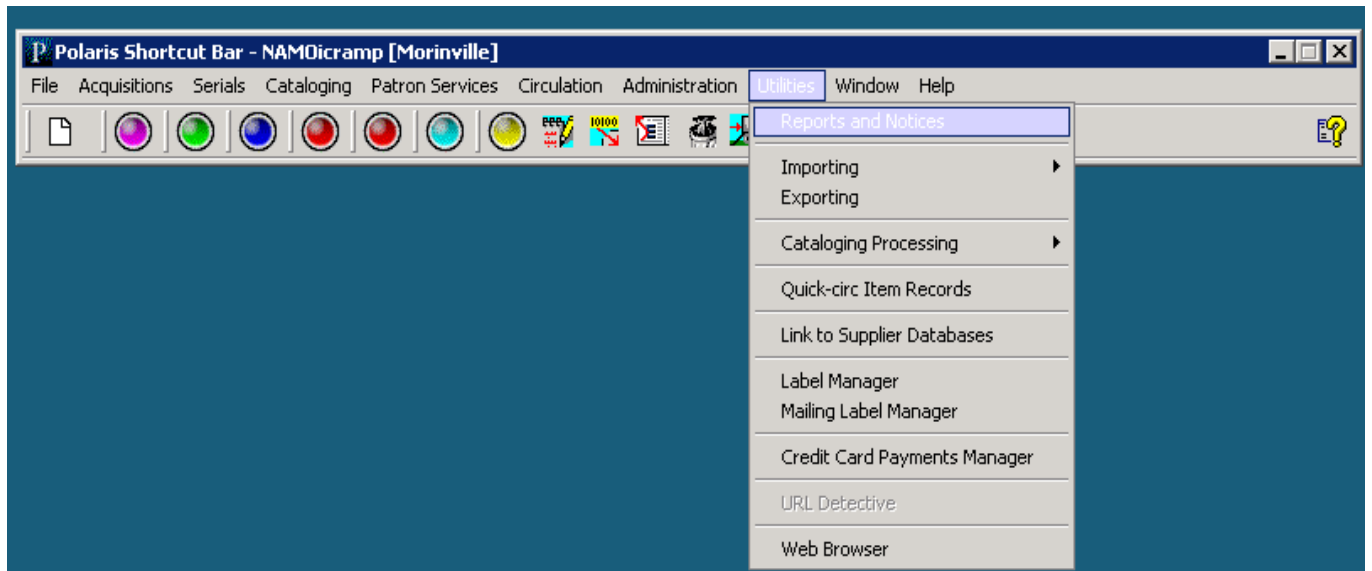 Polaris Shortcut Bar - NAMOicramp [Morinville]
File Acquisitions Serials Cataloging Patron Services Circulation Administration Utilities Window Help
Reports and Notices
Importing
Exporting
Cataloging Processing
Quick-circ Item Records
Link to Supplier Databases
Label Manager
Mailing Label Manager
Credit Card Payments Manager
URL Detective
Web Browser